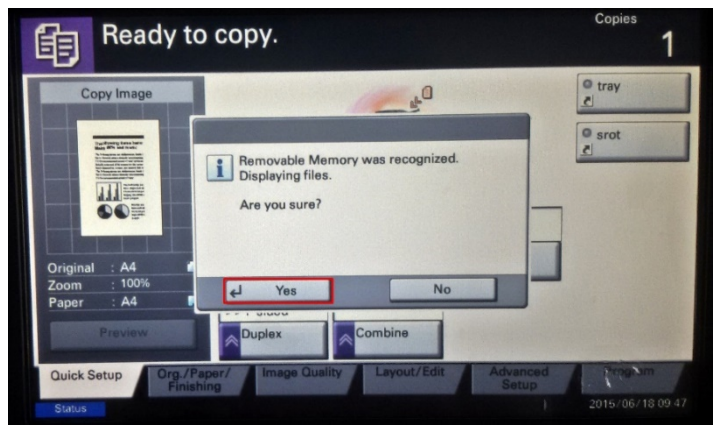 Ready to copy.
Copies
1
Copy Image
tray
srot
Removable Memory was recognized.
Displaying files.
Are you sure?
Original : A4
Zoom : 100%
Paper : A4
Yes
No
Preview
Duplex
Combine
Quick Setup
Org./Paper/
Finishing
Image Quality
Layout/Edit
Advanced
Setup
Program
Status
2015/06/18 09:47